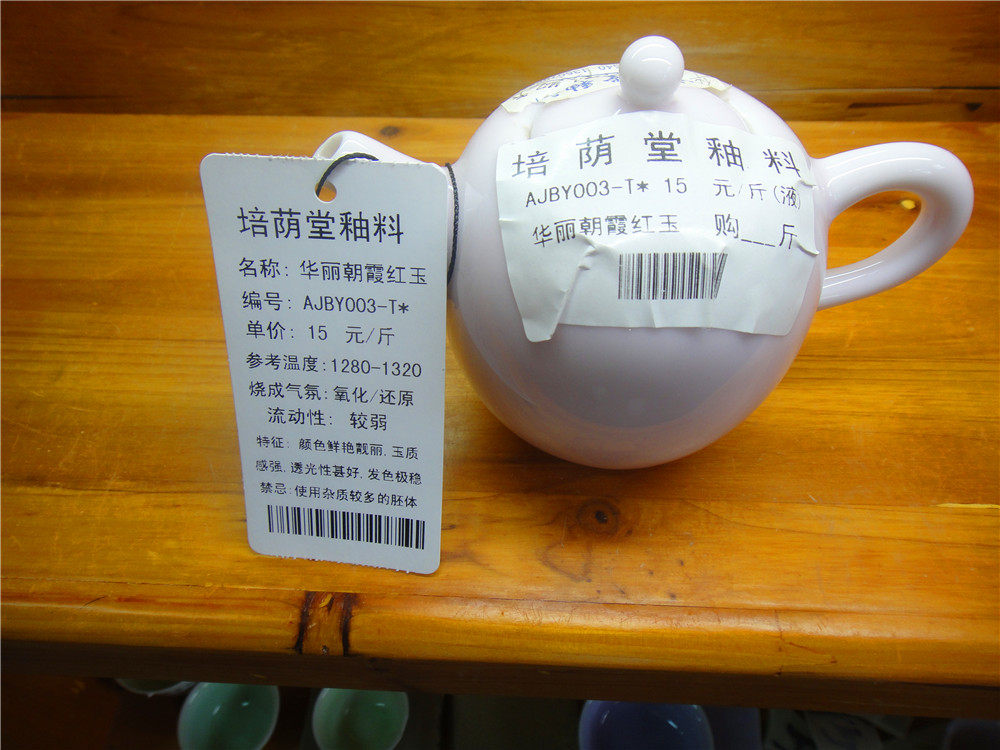 培荫堂釉料
名称: 华丽朝霞红玉
编号: AJBY003-T*
单价: 15 元/斤
参考温度:1280-1320
烧成气氛:氧化/还原
流动性: 较弱
特征: 颜色鲜艳靓丽,玉质
感强,透光性甚好,发色极稳
禁忌:使用杂质较多的胚体
培荫堂釉料
AJBY003-T* 15 元/斤(液)
华丽朝霞红玉 购___斤